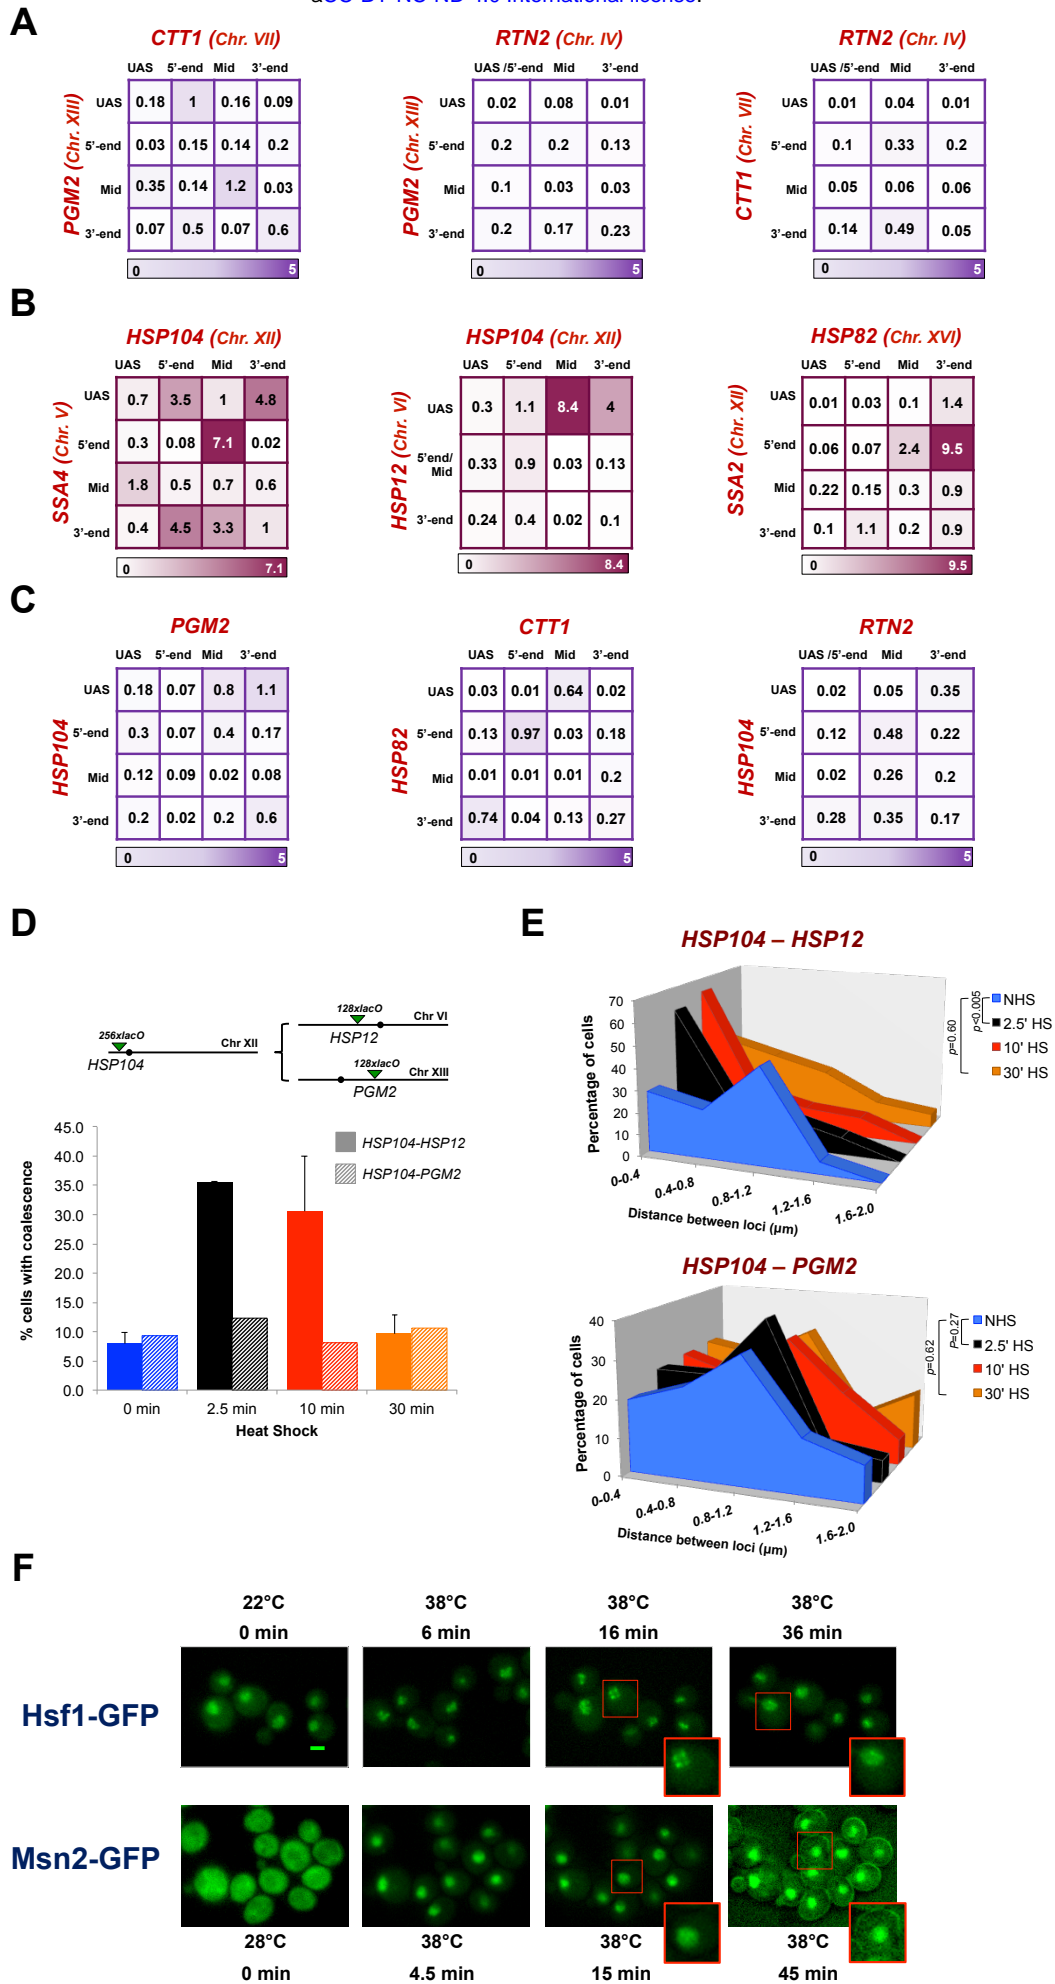 aCC-BY-NC-ND 4.0 International license.
A
CTT1 (Chr. VII)
UAS 5'-end Mid 3'-end
PGM2 (Chr. XIII)
UAS 0.18 1 0.16 0.09
5'-end 0.03 0.15 0.14 0.2
Mid 0.35 0.14 1.2 0.03
3'-end 0.07 0.5 0.07 0.6
0 5
RTN2 (Chr. IV)
UAS /5'-end Mid 3'-end
PGM2 (Chr. XIII)
UAS 0.02 0.08 0.01
5'-end 0.2 0.2 0.13
Mid 0.1 0.03 0.03
3'-end 0.2 0.17 0.23
0 5
RTN2 (Chr. IV)
UAS /5'-end Mid 3'-end
CTT1 (Chr. VII)
UAS 0.01 0.04 0.01
5'-end 0.1 0.33 0.2
Mid 0.05 0.06 0.06
3'-end 0.14 0.49 0.05
0 5
B
HSP104 (Chr. XII)
UAS 5'-end Mid 3'-end
SSA4 (Chr. V)
UAS 0.7 3.5 1 4.8
5'end 0.3 0.08 7.1 0.02
Mid 1.8 0.5 0.7 0.6
3'-end 0.4 4.5 3.3 1
0 7.1
HSP104 (Chr. XII)
UAS 5'-end Mid 3'-end
HSP12 (Chr. VI)
UAS 0.3 1.1 8.4 4
5'end/
Mid 0.33 0.9 0.03 0.13
3'-end 0.24 0.4 0.02 0.1
0 8.4
HSP82 (Chr. XVI)
UAS 5'-end Mid 3'-end
SSA2 (Chr. XII)
UAS 0.01 0.03 0.1 1.4
5'end 0.06 0.07 2.4 9.5
Mid 0.22 0.15 0.3 0.9
3'-end 0.1 1.1 0.2 0.9
0 9.5
C
PGM2
UAS 5'-end Mid 3'-end
HSP104
UAS 0.18 0.07 0.8 1.1
5'-end 0.3 0.07 0.4 0.17
Mid 0.12 0.09 0.02 0.08
3'-end 0.2 0.02 0.2 0.6
0 5
CTT1
UAS 5'-end Mid 3'-end
HSP82
UAS 0.03 0.01 0.64 0.02
5'-end 0.13 0.97 0.03 0.18
Mid 0.01 0.01 0.01 0.2
3'-end 0.74 0.04 0.13 0.27
0 5
RTN2
UAS /5'-end Mid 3'-end
HSP104
UAS 0.02 0.05 0.35
5'-end 0.12 0.48 0.22
Mid 0.02 0.26 0.2
3'-end 0.28 0.35 0.17
0 5
D
256xlacO
HSP104
Chr XII
128xlacO
HSP12
Chr VI
128xlacO
PGM2
Chr XIII
% cells with coalescence
45.0
40.0
35.0
30.0
25.0
20.0
15.0
10.0
5.0
0.0
HSP104-HSP12
HSP104-PGM2
0 min 2.5 min 10 min 30 min
Heat Shock
E
HSP104 – HSP12
Percentage of cells
70
60
50
40
30
20
10
0
0-0.4 0.4-0.8 0.8-1.2 1.2-1.6 1.6-2.0
Distance between loci (µm)
p=0.60
p<0.005
NHS
2.5' HS
10' HS
30' HS
HSP104 – PGM2
Percentage of cells
40
30
20
10
0
0-0.4 0.4-0.8 0.8-1.2 1.2-1.6 1.6-2.0
Distance between loci (µm)
p=0.62
P=0.27
NHS
2.5' HS
10' HS
30' HS
F
22°C 38°C 38°C 38°C
0 min 6 min 16 min 36 min
Hsf1-GFP
Msn2-GFP
28°C 38°C 38°C 38°C
0 min 4.5 min 15 min 45 min